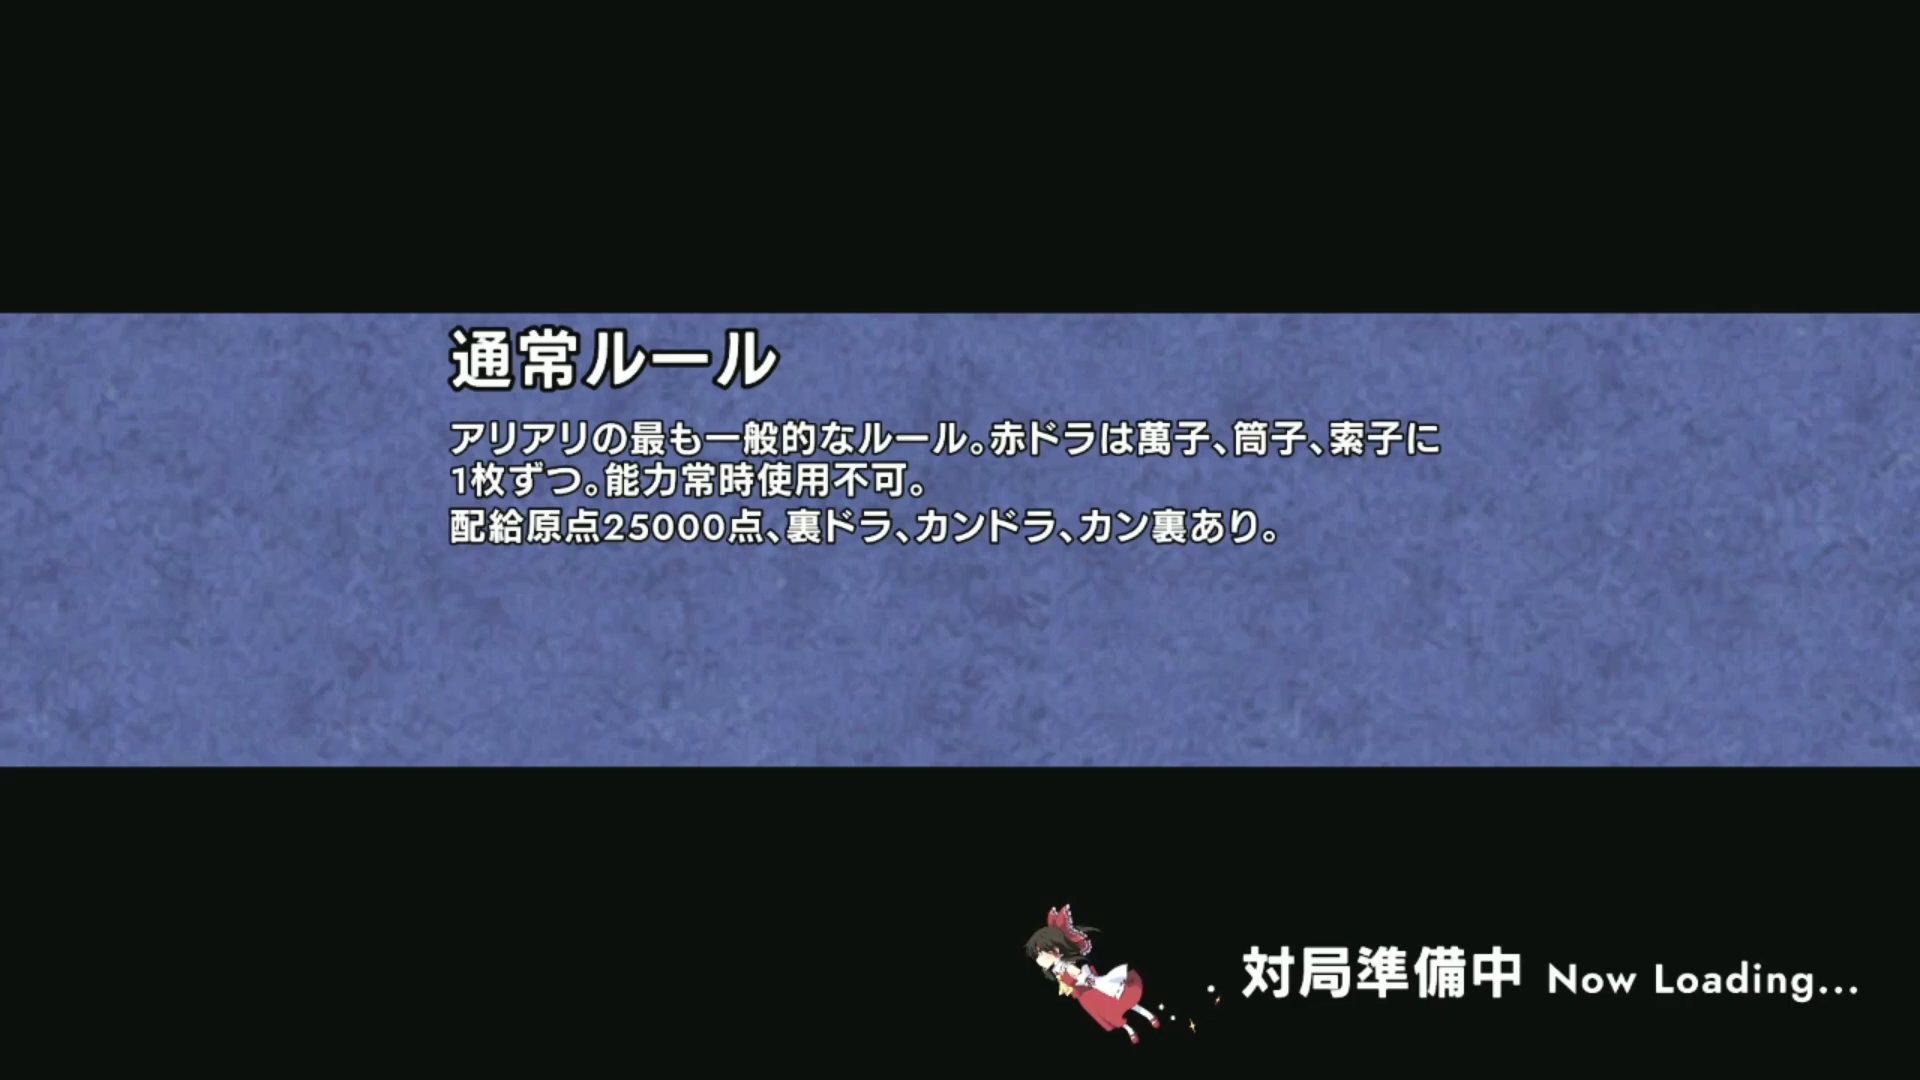 通常ルール
アリアリの最も一般的なルール。赤ドラは萬子、筒子、索子に
1枚ずつ。能力常時使用不可。
配給原点25000点、裏ドラ、カンドラ、カン裏あり。
対局準備中 Now Loading...